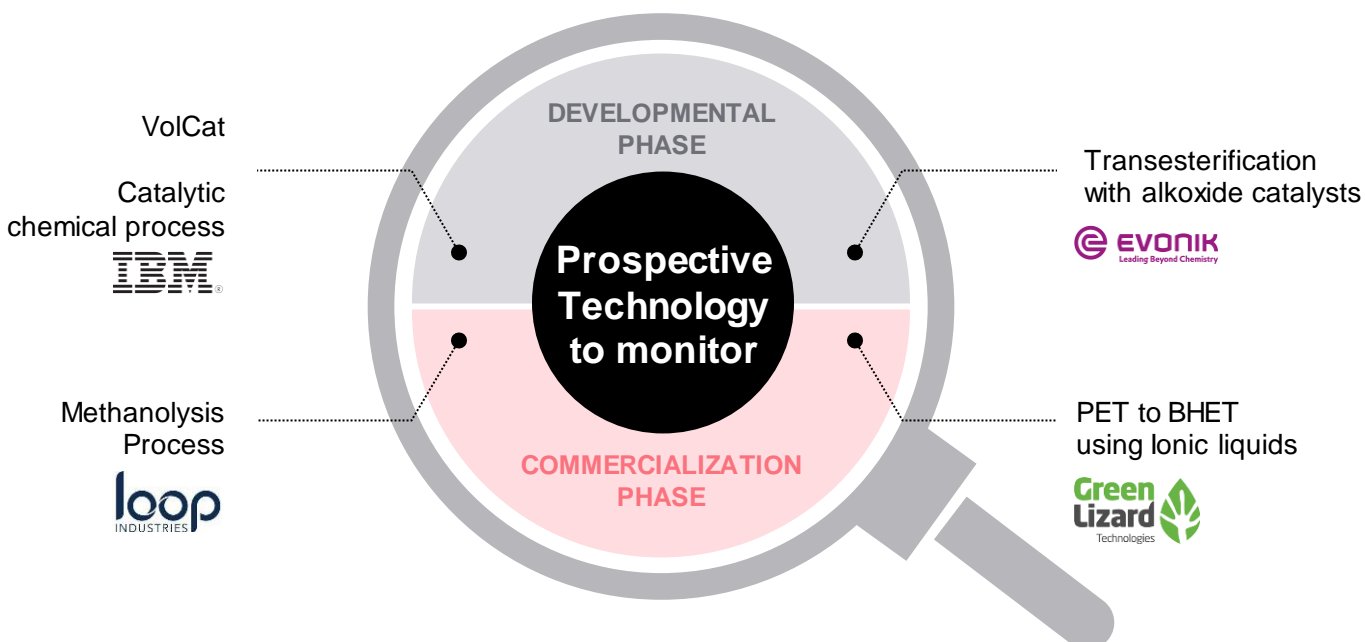 DEVELOPMENTAL
PHASE
VolCat
Catalytic
chemical process
IBM®
Transesterification
with alkoxide catalysts
EVONIK
Leading Beyond Chemistry
Prospective
Technology
to monitor
Methanolysis
Process
loop
INDUSTRIES
PET to BHET
using Ionic liquids
Green
Lizard
Technologies
COMMERCIALIZATION
PHASE